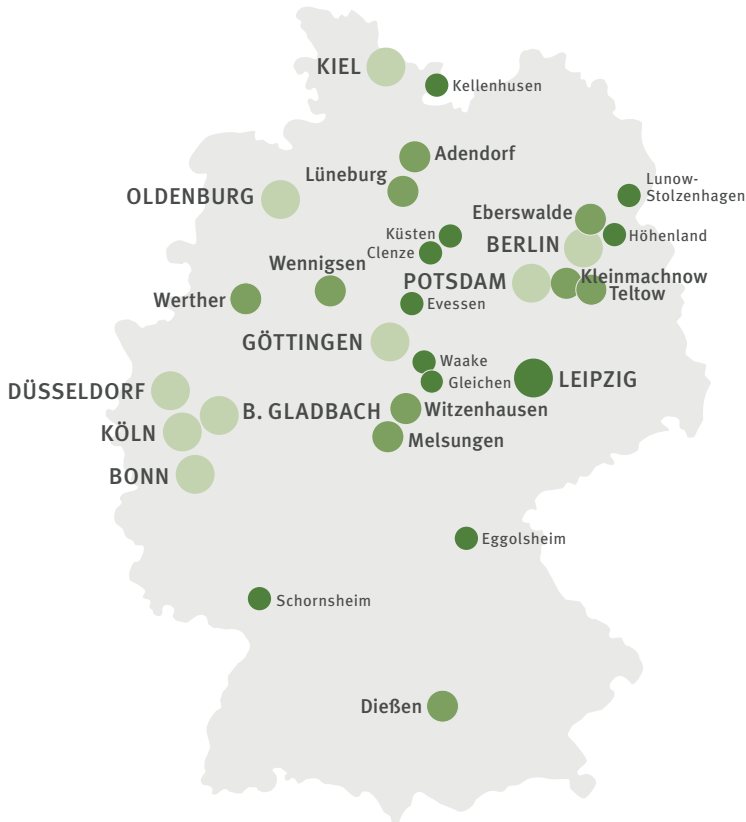 KIEL
Kellenhusen
Adendorf
Lüneburg
Lunow-
Stolzenhagen
OLDENBURG
Eberswalde
Küsten
Höhenland
BERLIN
Clenze
Wennigsen
POTSDAM
Kleinmachnow
Teltow
Werther
Evessen
GÖTTINGEN
Waake
Gleichen
LEIPZIG
DÜSSELDORF
B. GLADBACH
Witzenhausen
KÖLN
Melsungen
BONN
Eggolsheim
Schornsheim
Dießen